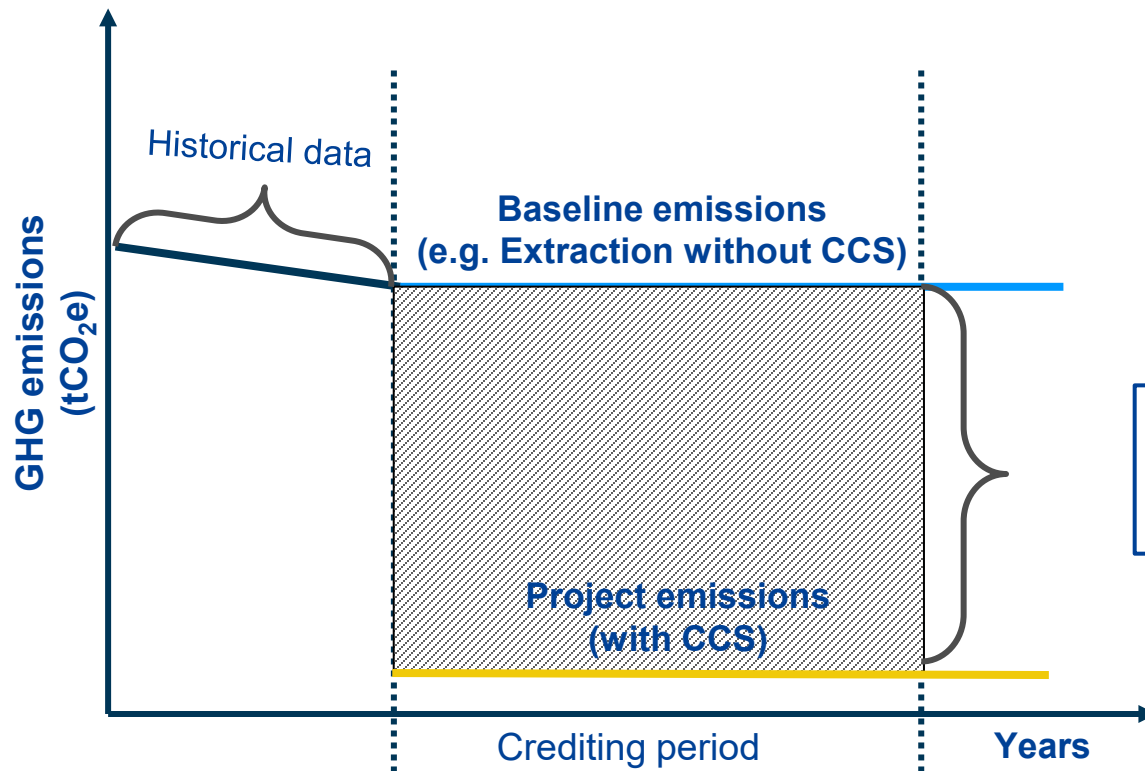 Historical data
Baseline emissions
(e.g. Extraction without CCS)
GHG emissions
(tCO₂e)
Project emissions
(with CCS)
Crediting period
Years